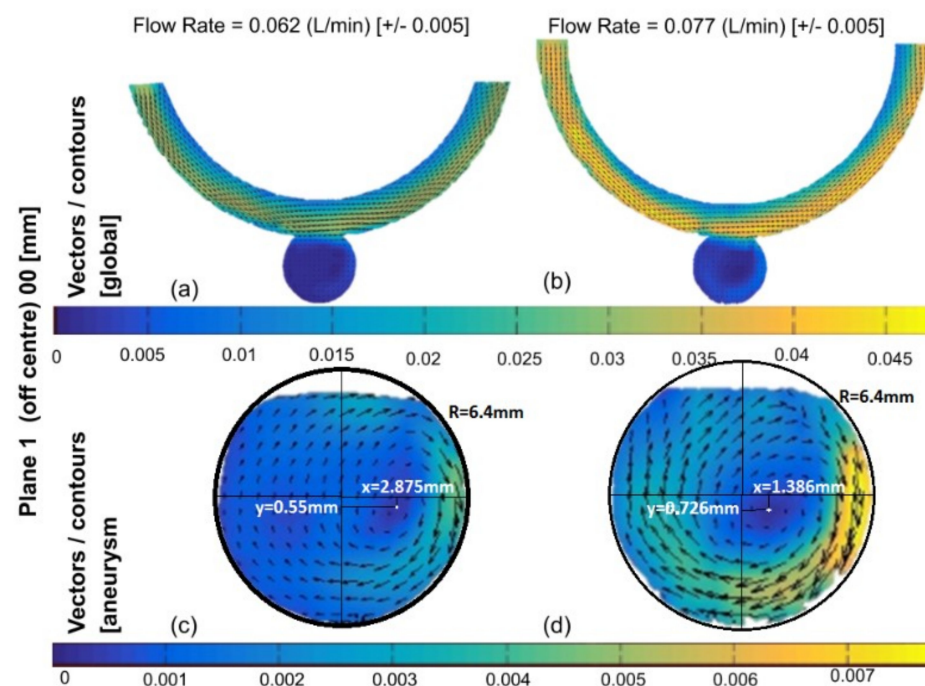 Flow Rate = 0.062 (L/min) [+/- 0.005]
Flow Rate = 0.077 (L/min) [+/- 0.005]
Plane 1 (off centre) 00 [mm]
Vectors / contours
[global]
(a)
(b)
0 0.005 0.01 0.015 0.02 0.025 0.03 0.035 0.04 0.045
Vectors / contours
[aneurysm]
R=6.4mm
x=2.875mm
y=0.55mm
(c)
R=6.4mm
x=1.386mm
y=0.726mm
(d)
0 0.001 0.002 0.003 0.004 0.005 0.006 0.007